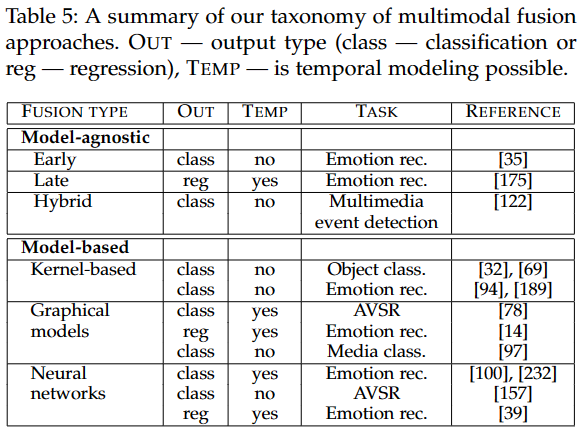 Table 5: A summary of our taxonomy of multimodal fusion
approaches. OUT — output type (class — classification or
reg — regression), TEMP — is temporal modeling possible.
FUSION TYPE OUT TEMP TASK REFERENCE
Model-agnostic
Early class no Emotion rec. [35]
Late reg yes Emotion rec. [175]
Hybrid class no Multimedia [122]
event detection
Model-based
Kernel-based class no Object class. [32], [69]
class no Emotion rec. [94], [189]
Graphical class yes AVSR [78]
models reg yes Emotion rec. [14]
class no Media class. [97]
Neural class yes Emotion rec. [100], [232]
networks class no AVSR [157]
reg yes Emotion rec. [39]